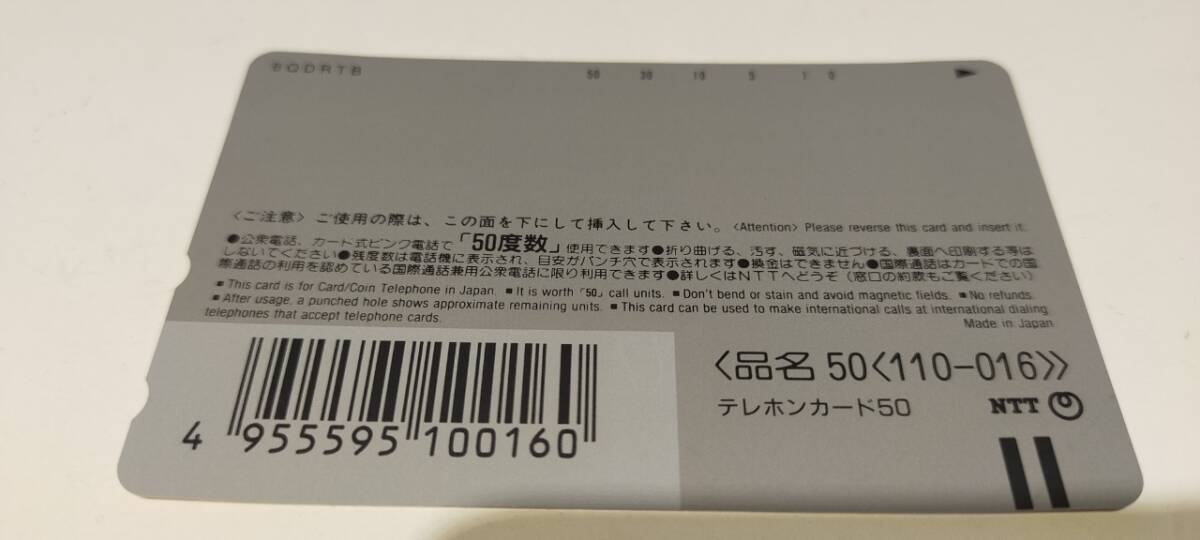 50 30 10 5 1 0
〈ご注意〉ご使用の際は、この面を下にして挿入して下さい。〈Attention〉Please reverse this card and insert it.
●公衆電話、カード式ピンク電話で「50度数」使用できます●折り曲げる、汚す、磁気に近づける、裏面へ印刷する等は
しないでください●残度数は電話機に表示され、目安がパンチ穴で表示されます●換金はできません●国際通話はカードでの国
際通話の利用を認めている国際通話兼用公衆電話に限り利用できます●詳しくはNTTへどうぞ(窓口の約款もご覧ください)
■This card is for Card/Coin Telephone in Japan. ■It is worth「50」call units. ■Don't bend or stain and avoid magnetic fields. ■No refunds.
■After usage, a punched hole shows approximate remaining units. ■This card can be used to make international calls at international dialing
telephones that accept telephone cards.
Made in Japan
〈品名 50〈110-016〉〉
テレホンカード50 NTT
4 955595 100160